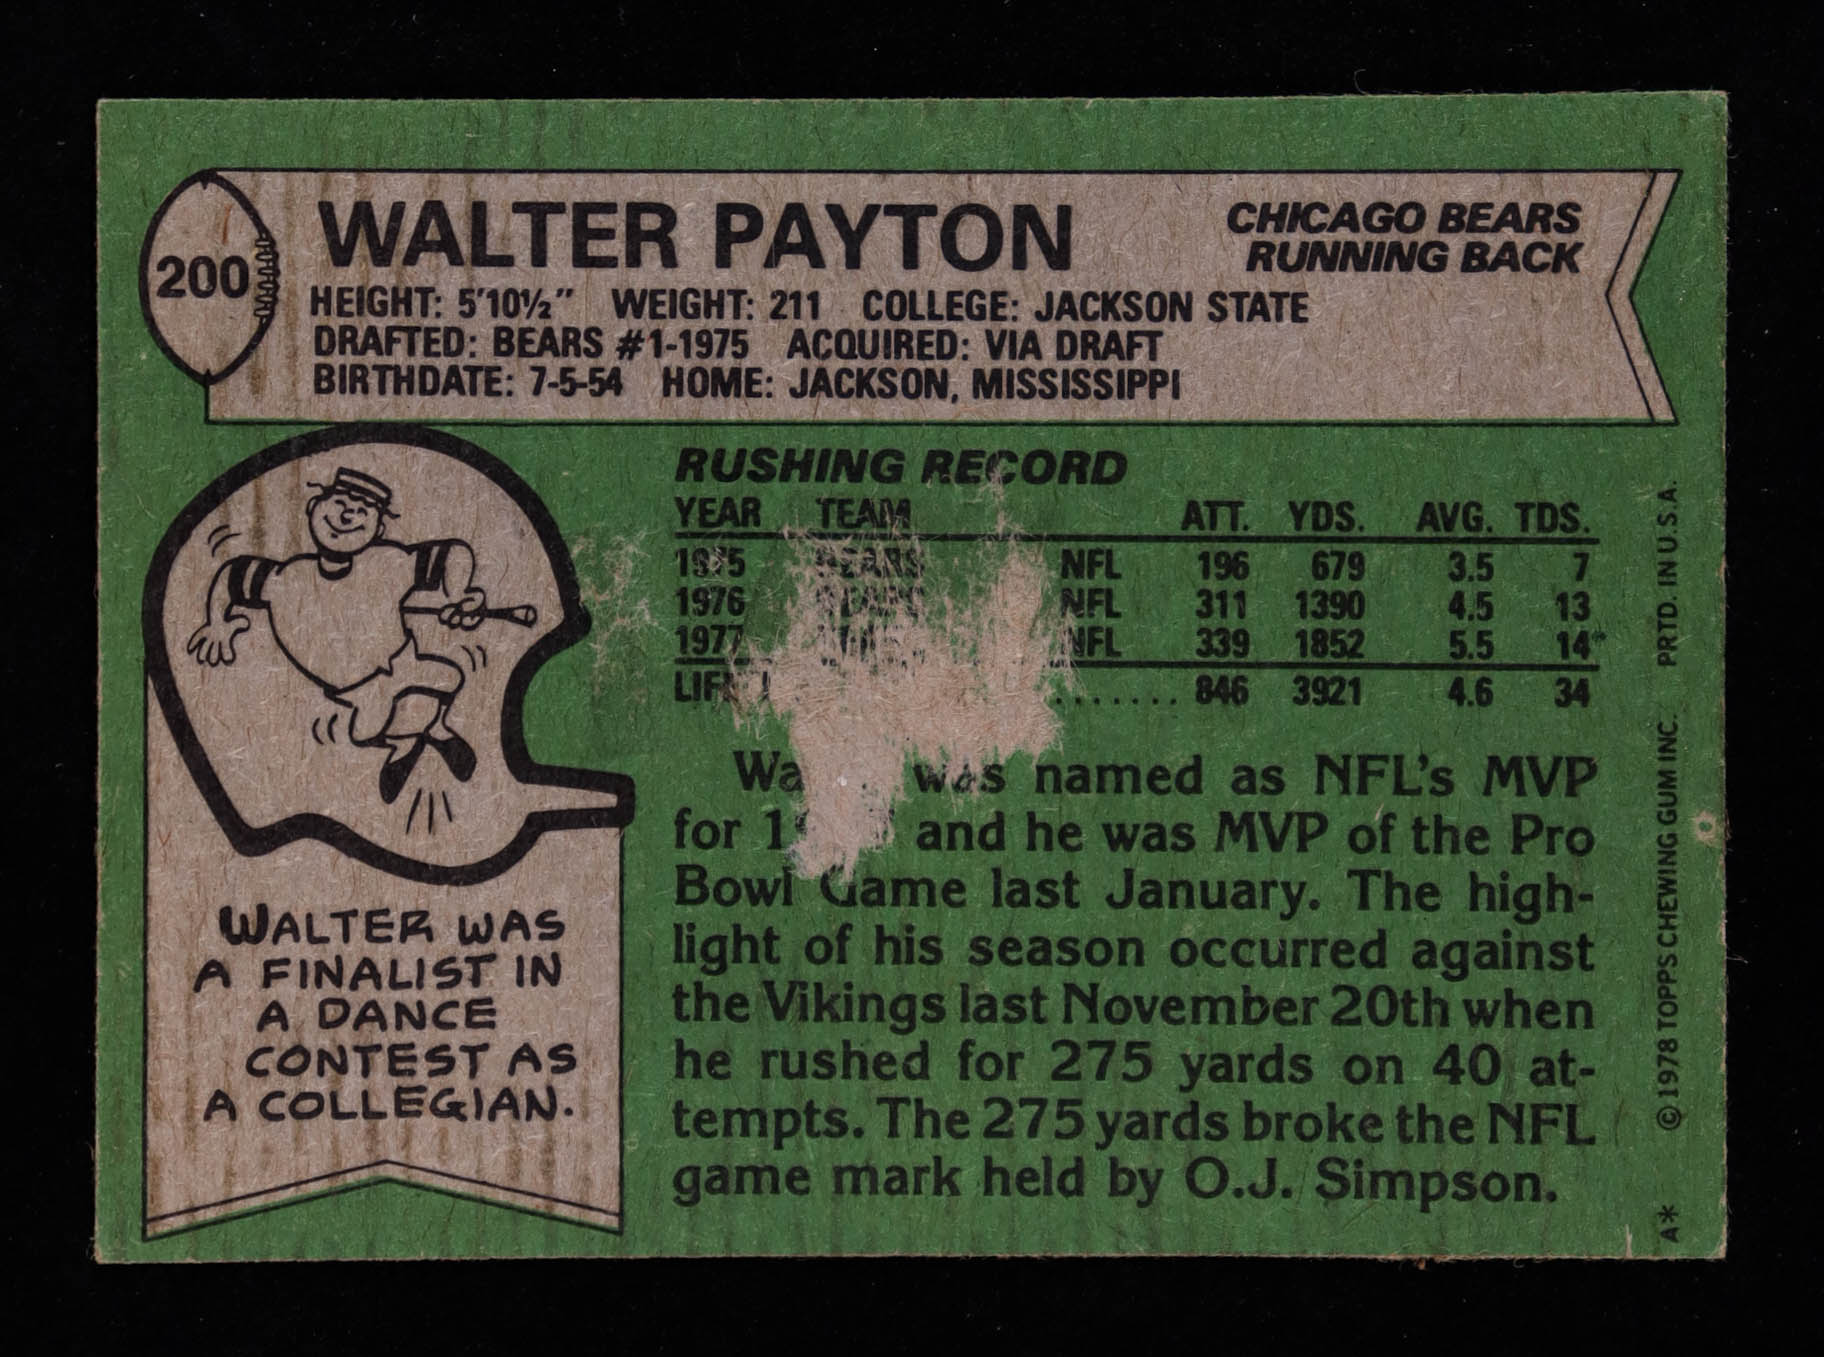 200
WALTER PAYTON
CHICAGO BEARS
RUNNING BACK
HEIGHT: 5'10½" WEIGHT: 211 COLLEGE: JACKSON STATE
DRAFTED: BEARS #1-1975 ACQUIRED: VIA DRAFT
BIRTHDATE: 7-5-54 HOME: JACKSON, MISSISSIPPI
WALTER WAS
A FINALIST IN
A DANCE
CONTEST AS
A COLLEGIAN.
RUSHING RECORD
YEAR TEAM ATT. YDS. AVG. TDS.
1975 BEARS NFL 196 679 3.5 7
1976 BEARS NFL 311 1390 4.5 13
1977 NFL 339 1852 5.5 14*
....... 846 3921 4.6 34
was named as NFL's MVP
for and he was MVP of the Pro
Bowl Game last January. The high-
light of his season occurred against
the Vikings last November 20th when
he rushed for 275 yards on 40 at-
tempts. The 275 yards broke the NFL
game mark held by O.J. Simpson.
© 1978 TOPPS CHEWING GUM INC. PRTD. IN U.S.A.
A*